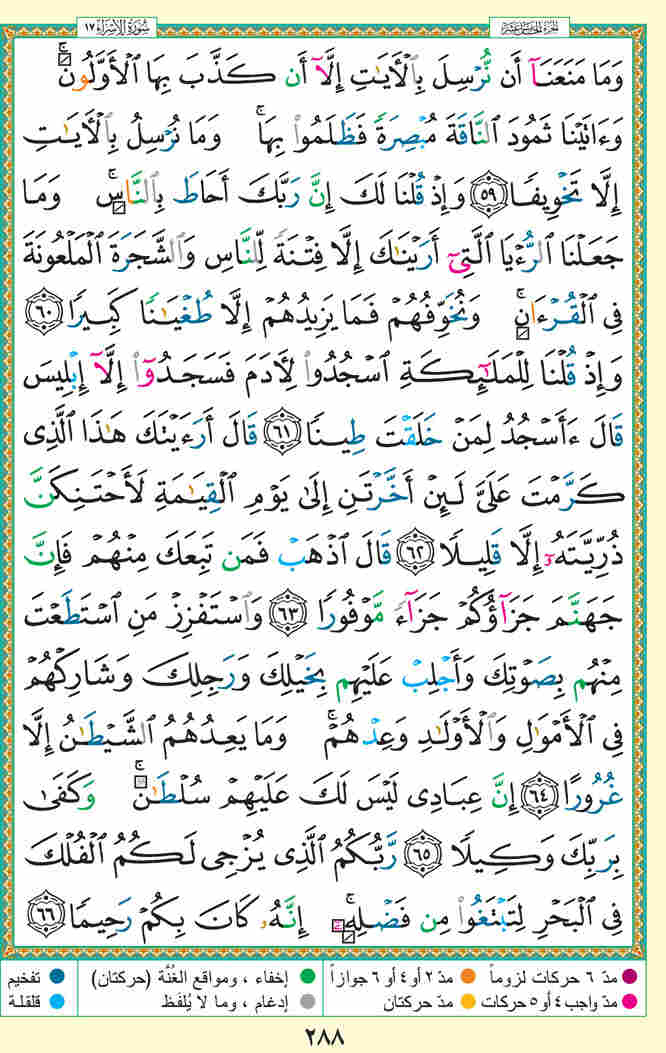 سُورَةُ الإِسْرَاء ١٧
الجزء الخامس عشر
وَمَا مَنَعَنَآ أَن نُّرْسِلَ بِٱلْأَيَـٰتِ إِلَّآ أَن كَذَّبَ بِهَا ٱلْأَوَّلُونَۚ
وَءَاتَيْنَا ثَمُودَ ٱلنَّاقَةَ مُبْصِرَةً فَظَلَمُوا۟ بِهَاۚ وَمَا نُرْسِلُ بِٱلْأَيَـٰتِ
إِلَّا تَخْوِيفًا ٥٩ وَإِذْ قُلْنَا لَكَ إِنَّ رَبَّكَ أَحَاطَ بِٱلنَّاسِۚ وَمَا
جَعَلْنَا ٱلرُّءْيَا ٱلَّتِىٓ أَرَيْنَـٰكَ إِلَّا فِتْنَةً لِّلنَّاسِ وَٱلشَّجَرَةَ ٱلْمَلْعُونَةَ
فِى ٱلْقُرْءَانِۚ وَنُخَوِّفُهُمْ فَمَا يَزِيدُهُمْ إِلَّا طُغْيَـٰنًا كَبِيرًا ٦٠
وَإِذْ قُلْنَا لِلْمَلَـٰٓئِكَةِ ٱسْجُدُوا۟ لِـَٔادَمَ فَسَجَدُوٓا۟ إِلَّآ إِبْلِيسَ
قَالَ ءَأَسْجُدُ لِمَنْ خَلَقْتَ طِينًا ٦١ قَالَ أَرَءَيْتَكَ هَـٰذَا ٱلَّذِى
كَرَّمْتَ عَلَىَّ لَئِنْ أَخَّرْتَنِ إِلَىٰ يَوْمِ ٱلْقِيَـٰمَةِ لَأَحْتَنِكَنَّ
ذُرِّيَّتَهُۥٓ إِلَّا قَلِيلًا ٦٢ قَالَ ٱذْهَبْ فَمَن تَبِعَكَ مِنْهُمْ فَإِنَّ
جَهَنَّمَ جَزَآؤُكُمْ جَزَآءً مَّوْفُورًا ٦٣ وَٱسْتَفْزِزْ مَنِ ٱسْتَطَعْتَ
مِنْهُم بِصَوْتِكَ وَأَجْلِبْ عَلَيْهِم بِخَيْلِكَ وَرَجِلِكَ وَشَارِكْهُمْ
فِى ٱلْأَمْوَٰلِ وَٱلْأَوْلَـٰدِ وَعِدْهُمْۚ وَمَا يَعِدُهُمُ ٱلشَّيْطَـٰنُ إِلَّا
غُرُورًا ٦٤ إِنَّ عِبَادِى لَيْسَ لَكَ عَلَيْهِمْ سُلْطَـٰنٌۚ وَكَفَىٰ
بِرَبِّكَ وَكِيلًا ٦٥ رَّبُّكُمُ ٱلَّذِى يُزْجِى لَكُمُ ٱلْفُلْكَ
فِى ٱلْبَحْرِ لِتَبْتَغُوا۟ مِن فَضْلِهِۦٓۚ إِنَّهُۥ كَانَ بِكُمْ رَحِيمًا ٦٦
مدّ ٦ حركات لزوماً مدّ ٢ أو ٤ أو ٦ جوازاً إخفاء ، ومواقع الغُنَّة (حركتان) تفخيم
مدّ واجب ٤ أو ٥ حركات مدّ حركتان إدغام ، وما لا يُلفَظ قلقلة
٢٨٨